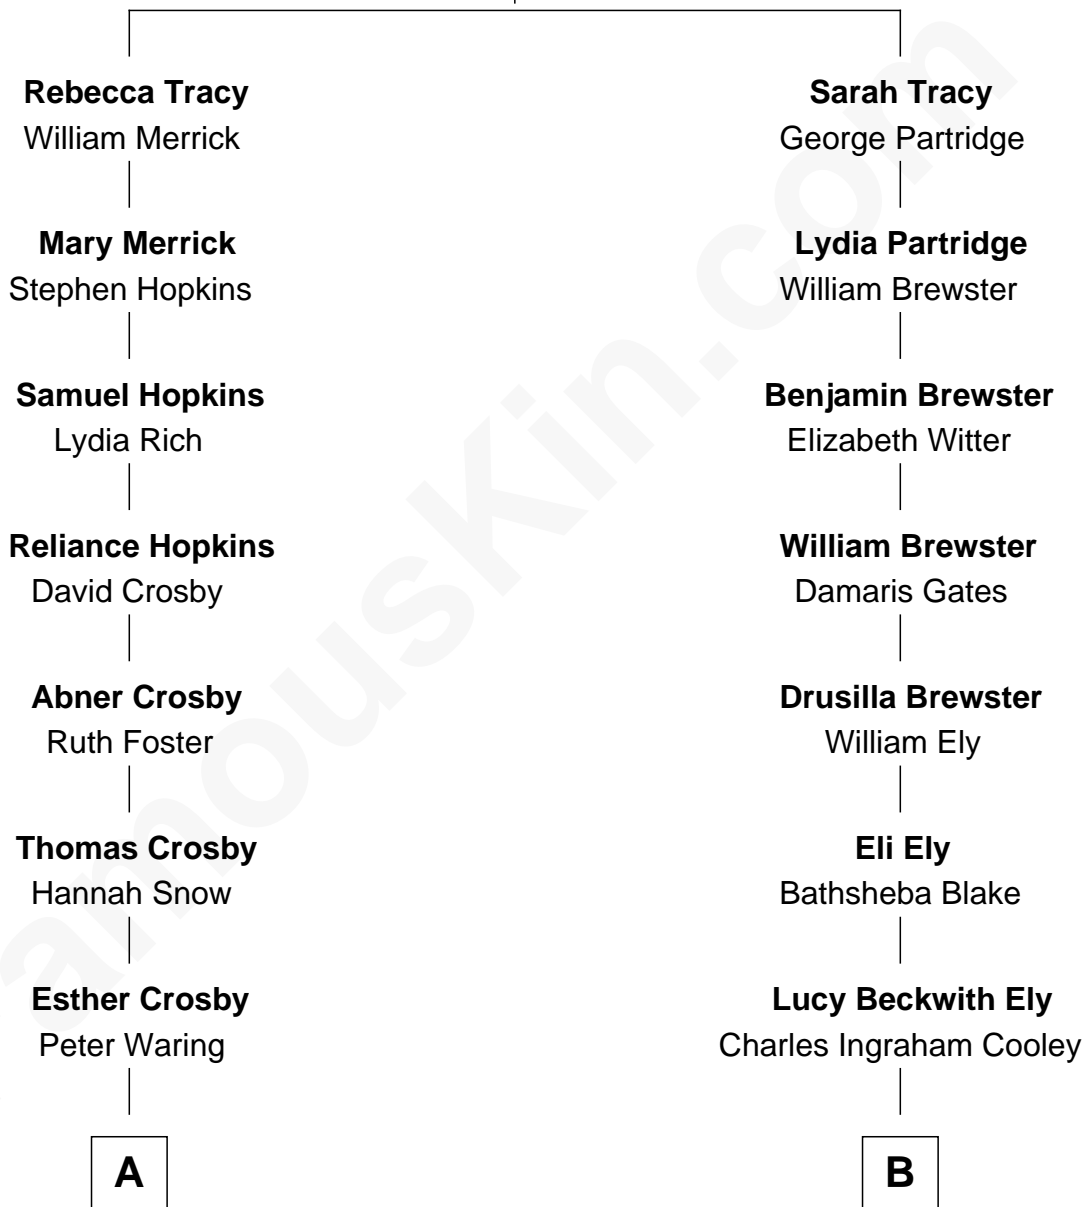 Rebecca Tracy
William Merrick
Mary Merrick
Stephen Hopkins
Samuel Hopkins
Lydia Rich
Reliance Hopkins
David Crosby
Abner Crosby
Ruth Foster
Thomas Crosby
Hannah Snow
Esther Crosby
Peter Waring
A
Sarah Tracy
George Partridge
Lydia Partridge
William Brewster
Benjamin Brewster
Elizabeth Witter
William Brewster
Damaris Gates
Drusilla Brewster
William Ely
Eli Ely
Bathsheba Blake
Lucy Beckwith Ely
Charles Ingraham Cooley
B
amouskin.com